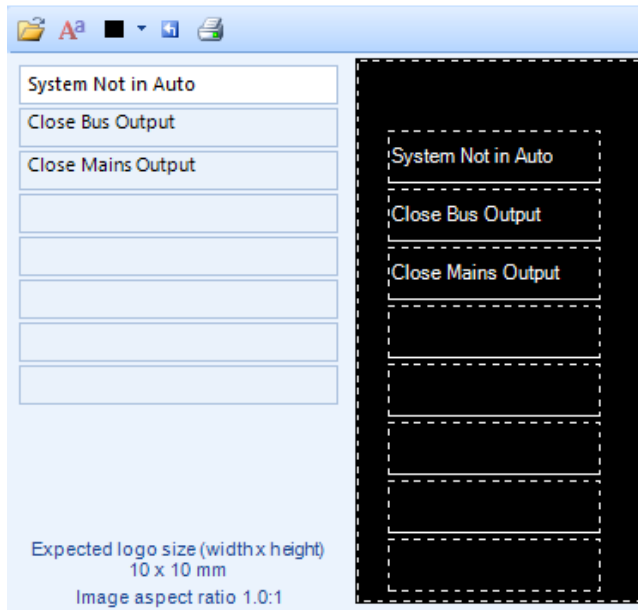 System Not in Auto
Close Bus Output
Close Mains Output
System Not in Auto
Close Bus Output
Close Mains Output
Expected logo size (width x height)
10 x 10 mm
Image aspect ratio 1.0:1